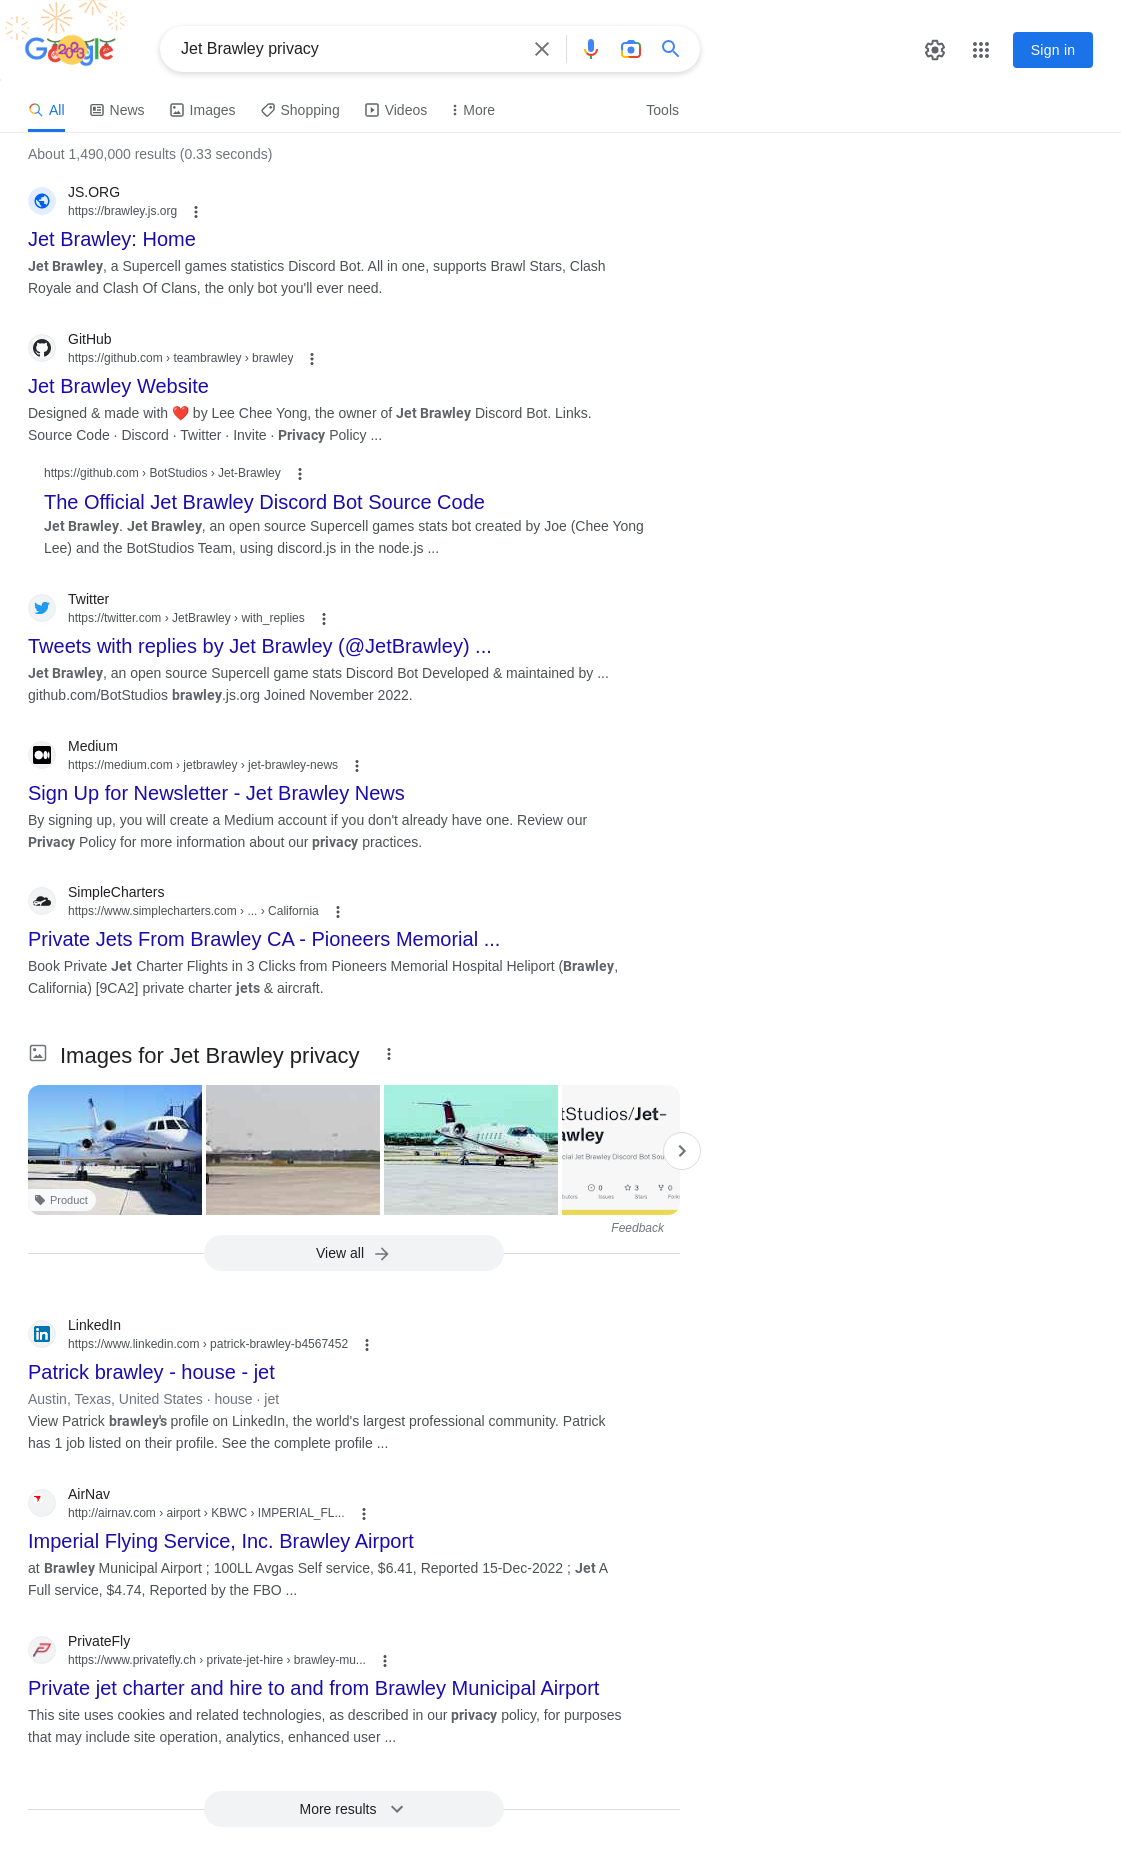 Google
2023
Jet Brawley privacy
Sign in
All
News
Images
Shopping
Videos
More
Tools
About 1,490,000 results (0.33 seconds)
JS.ORG
https://brawley.js.org
Jet Brawley: Home
Jet Brawley, a Supercell games statistics Discord Bot. All in one, supports Brawl Stars, Clash
Royale and Clash Of Clans, the only bot you'll ever need.
GitHub
https://github.com › teambrawley › brawley
Jet Brawley Website
Designed & made with ❤️ by Lee Chee Yong, the owner of Jet Brawley Discord Bot. Links.
Source Code · Discord · Twitter · Invite · Privacy Policy ...
https://github.com › BotStudios › Jet-Brawley
The Official Jet Brawley Discord Bot Source Code
Jet Brawley. Jet Brawley, an open source Supercell games stats bot created by Joe (Chee Yong
Lee) and the BotStudios Team, using discord.js in the node.js ...
Twitter
https://twitter.com › JetBrawley › with_replies
Tweets with replies by Jet Brawley (@JetBrawley) ...
Jet Brawley, an open source Supercell game stats Discord Bot Developed & maintained by ...
github.com/BotStudios brawley.js.org Joined November 2022.
Medium
https://medium.com › jetbrawley › jet-brawley-news
Sign Up for Newsletter - Jet Brawley News
By signing up, you will create a Medium account if you don't already have one. Review our
Privacy Policy for more information about our privacy practices.
SimpleCharters
https://www.simplecharters.com › ... › California
Private Jets From Brawley CA - Pioneers Memorial ...
Book Private Jet Charter Flights in 3 Clicks from Pioneers Memorial Hospital Heliport (Brawley,
California) [9CA2] private charter jets & aircraft.
Images for Jet Brawley privacy
Product
tStudios/Jet-
awley
cial Jet Brawley Discord Bot Sou
0
3
0
butors
Issues
Stars
Forks
Feedback
View all
LinkedIn
https://www.linkedin.com › patrick-brawley-b4567452
Patrick brawley - house - jet
Austin, Texas, United States · house · jet
View Patrick brawley's profile on LinkedIn, the world's largest professional community. Patrick
has 1 job listed on their profile. See the complete profile ...
AirNav
http://airnav.com › airport › KBWC › IMPERIAL_FL...
Imperial Flying Service, Inc. Brawley Airport
at Brawley Municipal Airport ; 100LL Avgas Self service, $6.41, Reported 15-Dec-2022 ; Jet A
Full service, $4.74, Reported by the FBO ...
PrivateFly
https://www.privatefly.ch › private-jet-hire › brawley-mu...
Private jet charter and hire to and from Brawley Municipal Airport
This site uses cookies and related technologies, as described in our privacy policy, for purposes
that may include site operation, analytics, enhanced user ...
More results